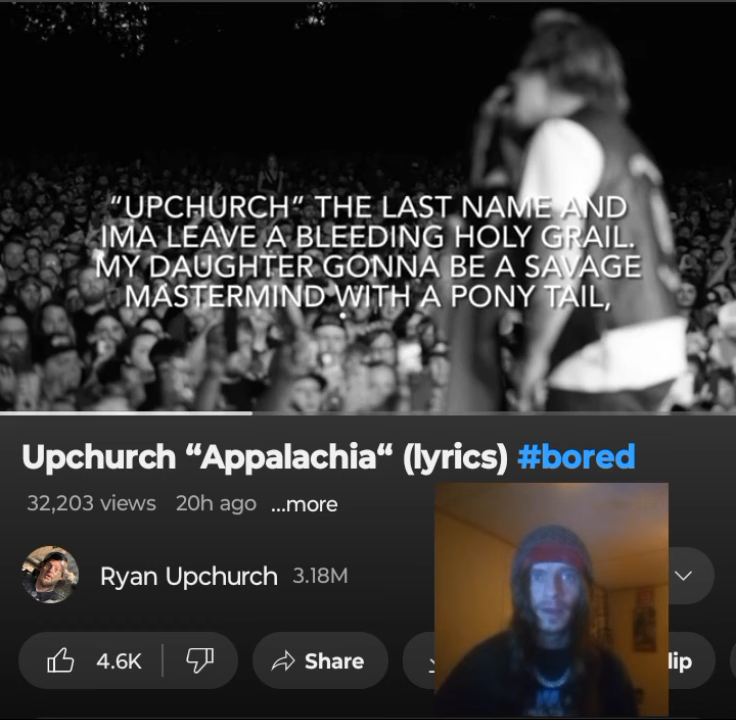 “UPCHURCH” THE LAST NAME AND
IMA LEAVE A BLEEDING HOLY GRAIL.
MY DAUGHTER GONNA BE A SAVAGE
MASTERMIND WITH A PONY TAIL,
Upchurch “Appalachia“ (lyrics) #bored
32,203 views 20h ago ...more
Ryan Upchurch 3.18M
4.6K Share lip